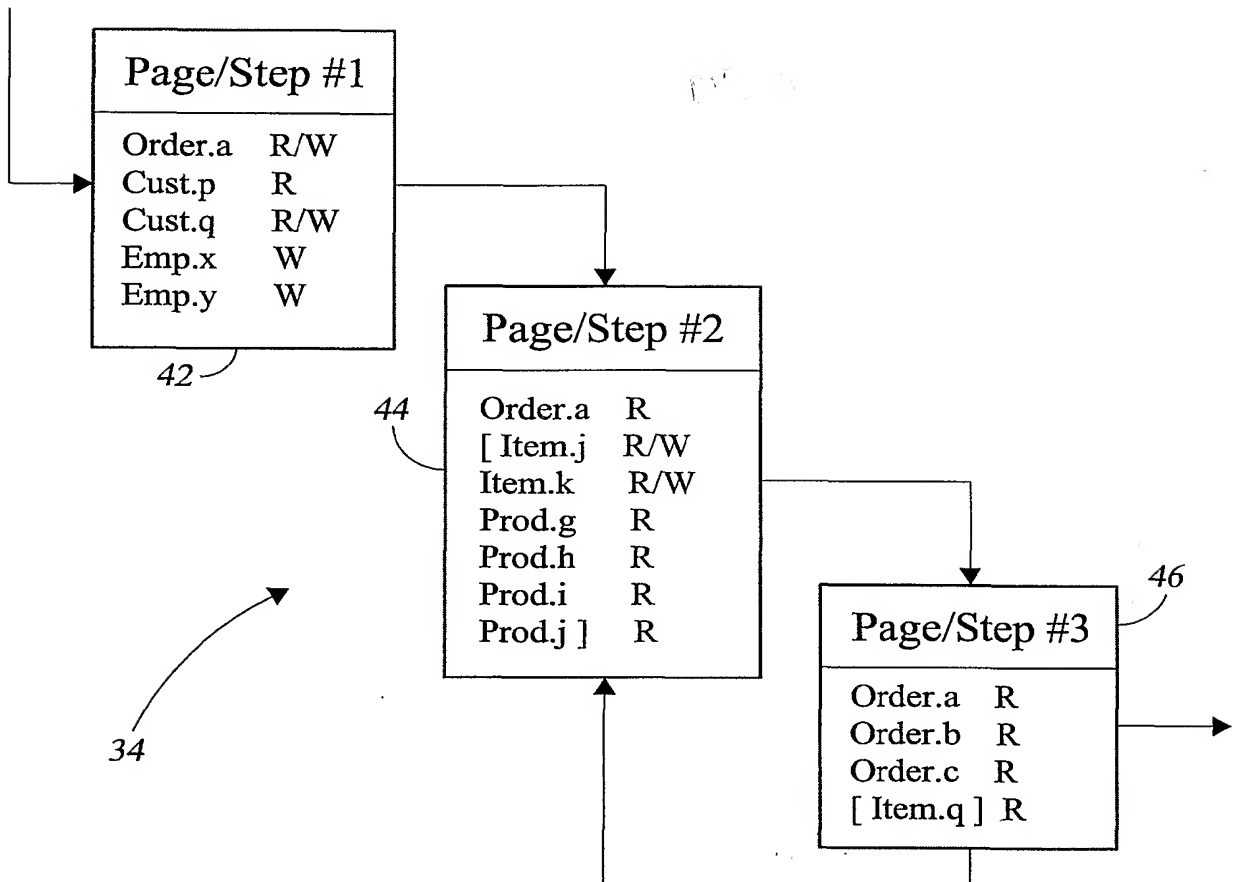 Page/Step #1
Order.a R/W
Cust.p R
Cust.q R/W
Emp.x W
Emp.y W
42
Page/Step #2
44
Order.a R
[ Item.j R/W
Item.k R/W
Prod.g R
Prod.h R
Prod.i R
Prod.j ] R
46
Page/Step #3
Order.a R
Order.b R
Order.c R
[ Item.q ] R
34